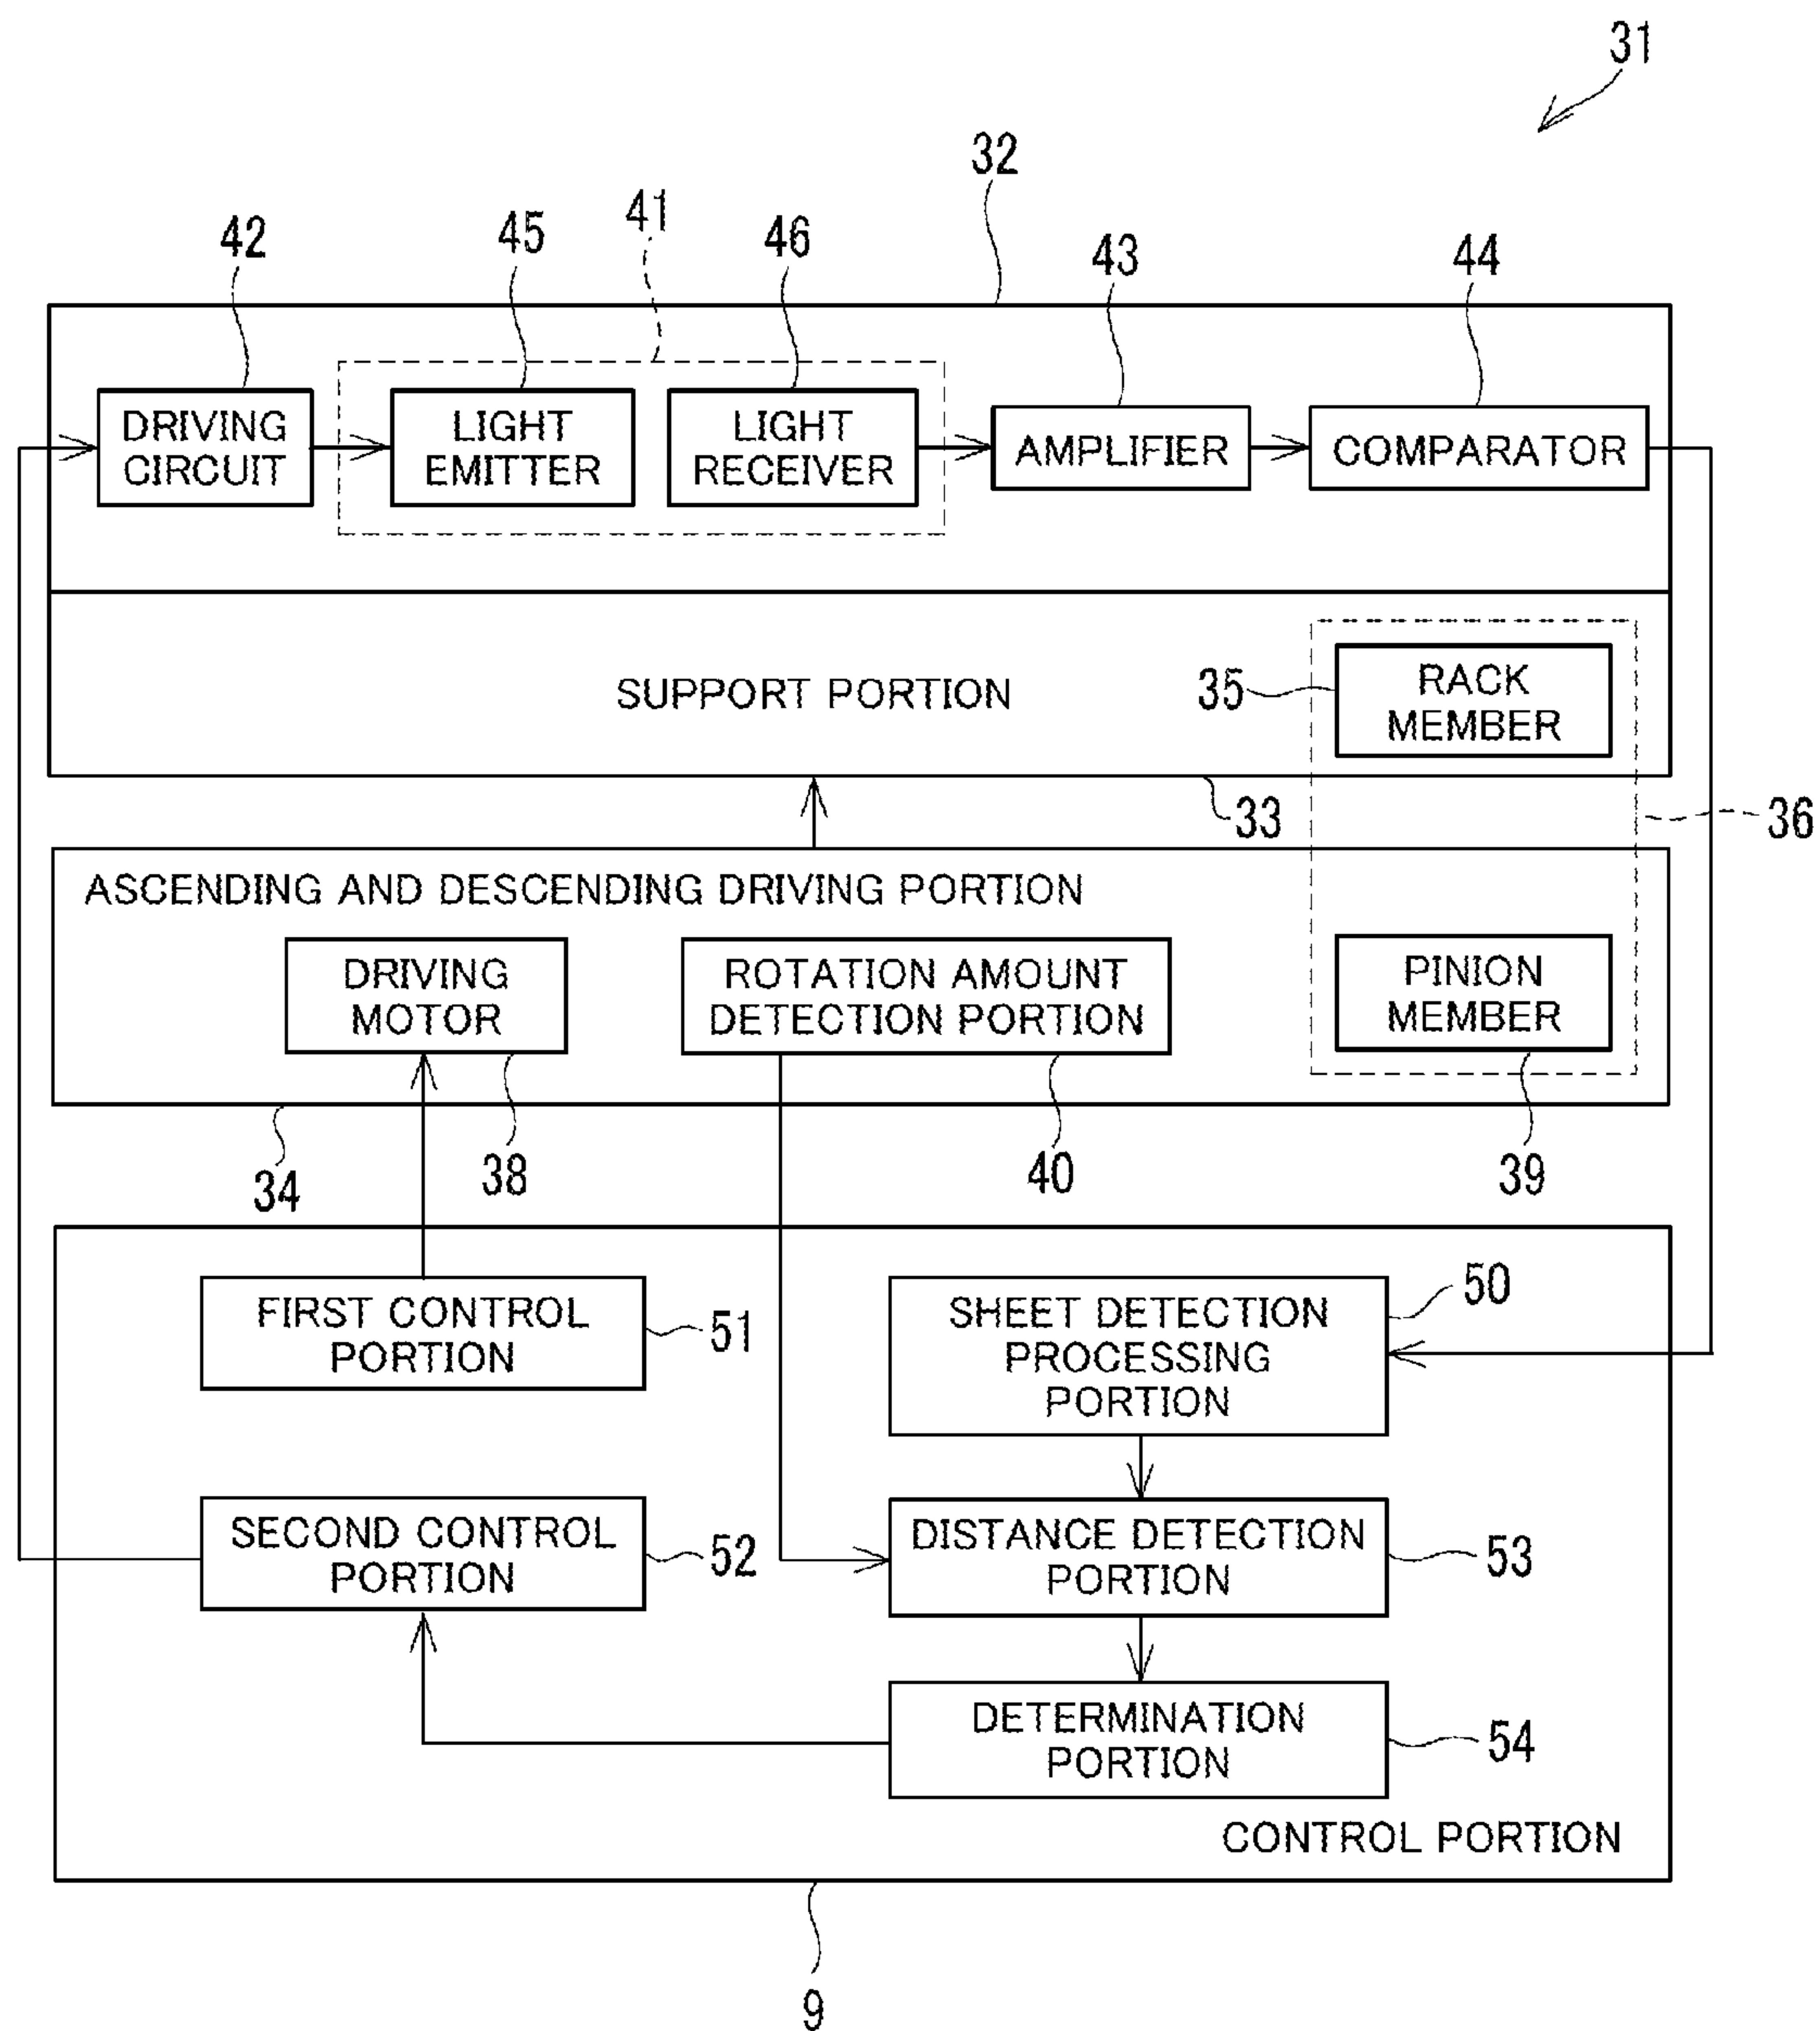 31
32
41
42
45
46
43
44
DRIVING
CIRCUIT
LIGHT
EMITTER
LIGHT
RECEIVER
AMPLIFIER
COMPARATOR
SUPPORT PORTION
35
RACK
MEMBER
33
36
ASCENDING AND DESCENDING DRIVING PORTION
DRIVING
MOTOR
ROTATION AMOUNT
DETECTION PORTION
PINION
MEMBER
34
38
40
39
FIRST CONTROL
PORTION
51
SHEET DETECTION
PROCESSING
PORTION
50
SECOND CONTROL
PORTION
52
DISTANCE DETECTION
PORTION
53
DETERMINATION
PORTION
54
CONTROL PORTION
9